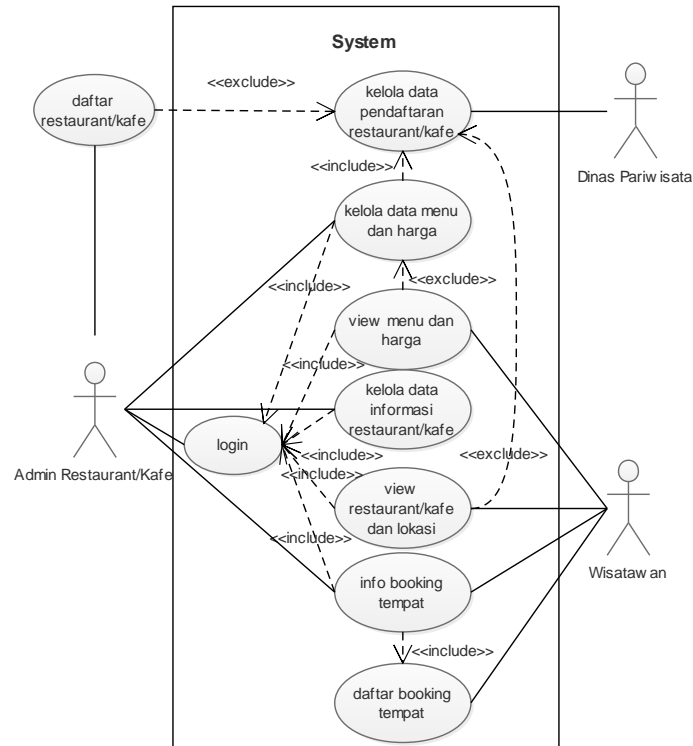 System
<<exclude>>
daftar
restaurant/kafe
kelola data
pendaftaran
restaurant/kafe
Dinas Pariwisata
<<include>>
kelola data menu
dan harga
<<include>>
<<exclude>>
view menu dan
harga
<<include>>
kelola data
informasi
restaurant/kafe
login
Admin Restaurant/Kafe
<<include>>
<<include>>
<<exclude>>
view
restaurant/kafe
dan lokasi
Wisatawan
<<include>>
info booking
tempat
<<include>>
daftar booking
tempat